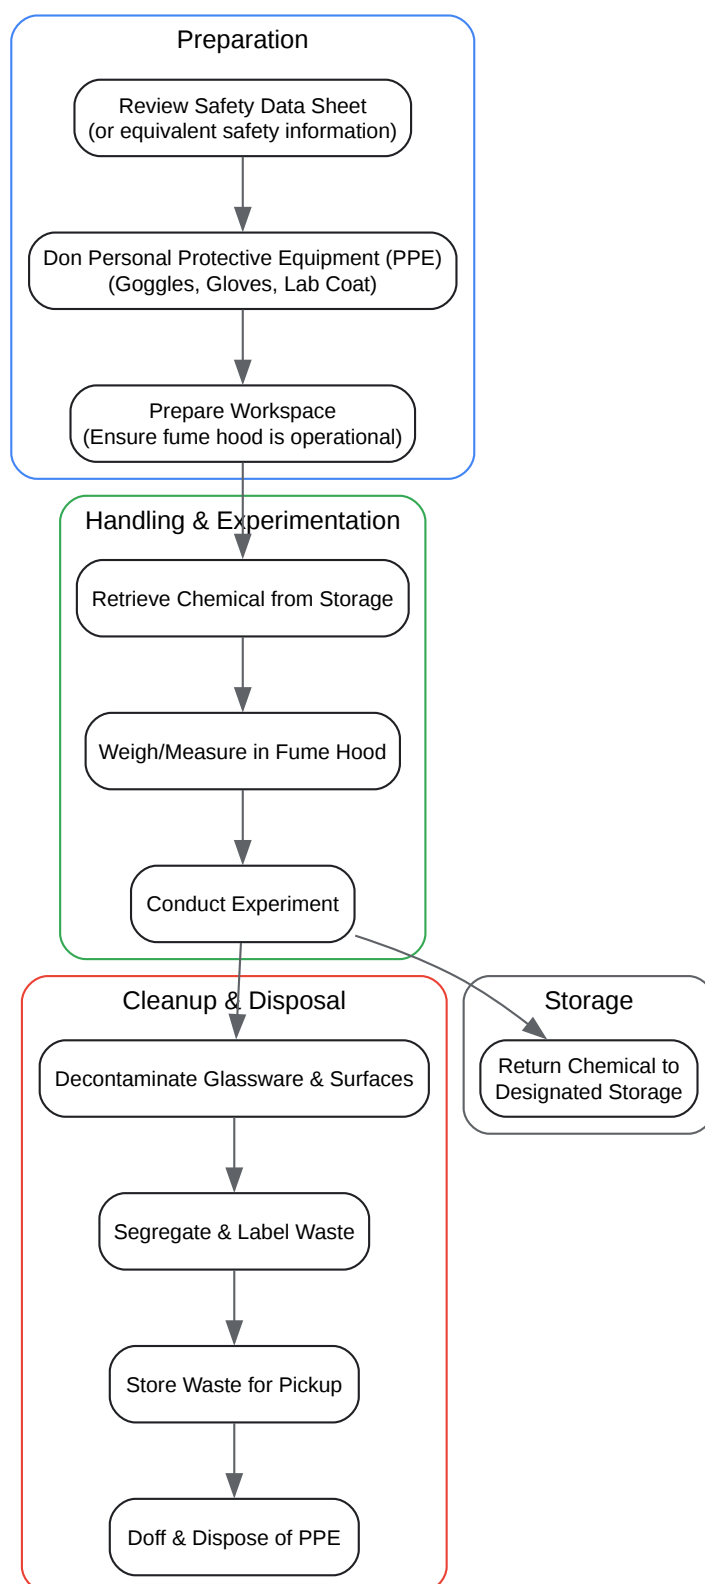 Preparation
Review Safety Data Sheet
(or equivalent safety information)
Don Personal Protective Equipment (PPE)
(Goggles, Gloves, Lab Coat)
Prepare Workspace
(Ensure fume hood is operational)
Handling & Experimentation
Retrieve Chemical from Storage
Weigh/Measure in Fume Hood
Conduct Experiment
Cleanup & Disposal
Decontaminate Glassware & Surfaces
Segregate & Label Waste
Store Waste for Pickup
Doff & Dispose of PPE
Storage
Return Chemical to
Designated Storage